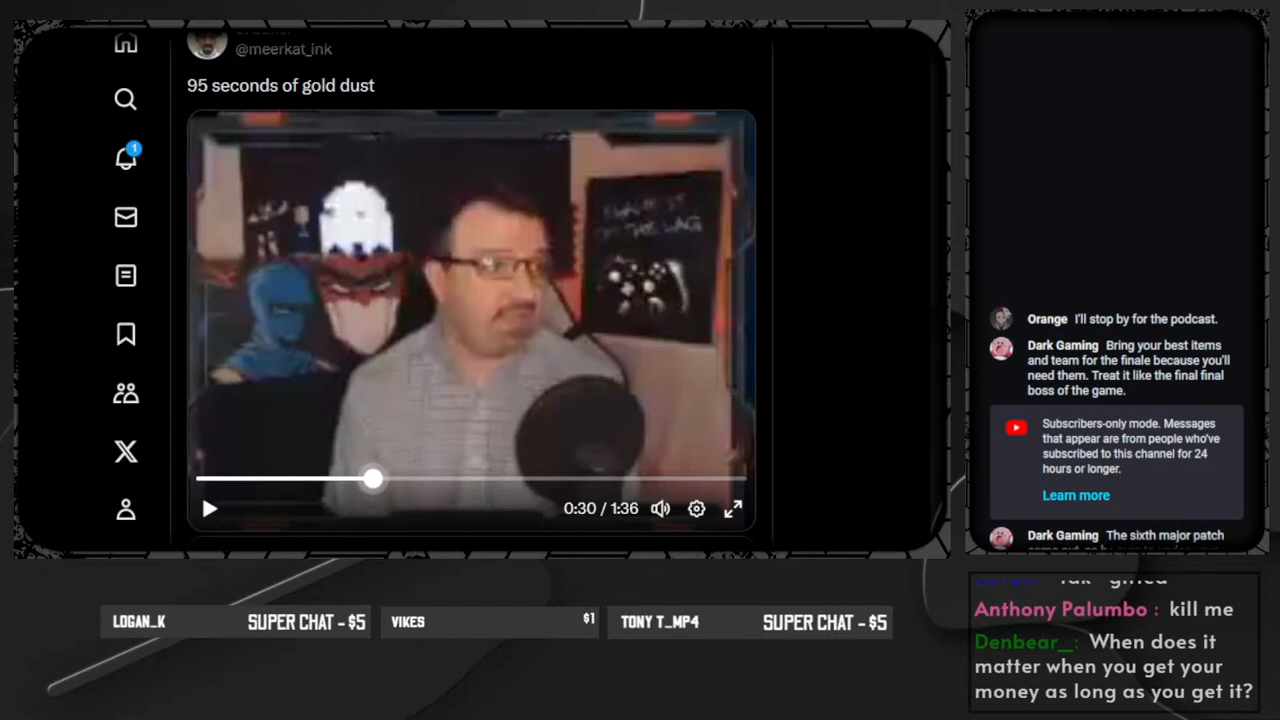 @meerkat_ink
95 seconds of gold dust
1
ON THE LAG
0:30 / 1:36
Orange I'll stop by for the podcast.
Dark Gaming Bring your best items
and team for the finale because you'll
need them. Treat it like the final final
boss of the game.
Subscribers-only mode. Messages
that appear are from people who've
subscribed to this channel for 24
hours or longer.
Learn more
Dark Gaming The sixth major patch
LOGAN_K SUPER CHAT - $5
VIKES $1
TONY T_MP4 SUPER CHAT - $5
gifted
Anthony Palumbo : kill me
Denbear_: When does it
matter when you get your
money as long as you get it?